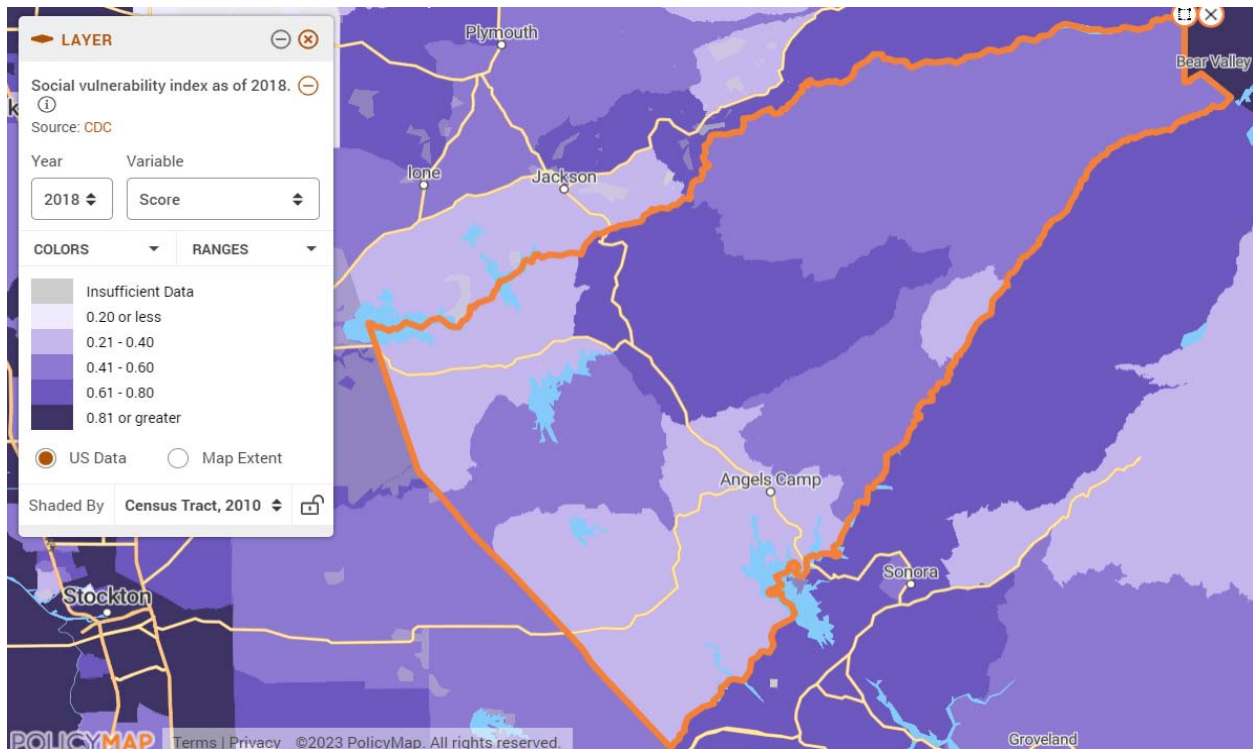 LAYER
Social vulnerability index as of 2018.
Source: CDC
Year Variable
2018 Score
COLORS RANGES
Insufficient Data
0.20 or less
0.21 - 0.40
0.41 - 0.60
0.61 - 0.80
0.81 or greater
US Data Map Extent
Shaded By Census Tract, 2010
Plymouth
Bear Valley
Ione
Jackson
Angels Camp
Sonora
Stockton
Groveland
POLICYMAP Terms | Privacy ©2023 PolicyMap. All rights reserved.